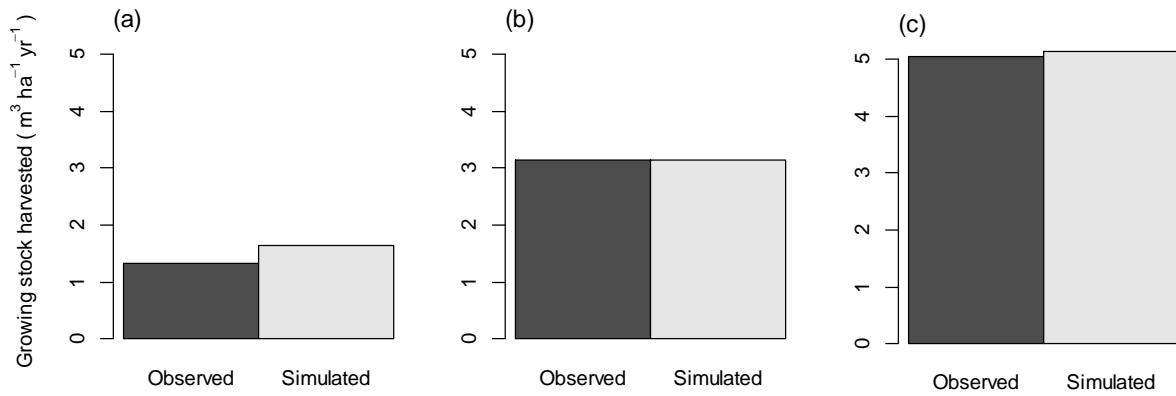 (a)
(b)
(c)
Growing stock harvested ( m³ ha⁻¹ yr⁻¹ )
5
4
3
2
1
0
Observed Simulated
5
4
3
2
1
0
Observed Simulated
5
4
3
2
1
0
Observed Simulated